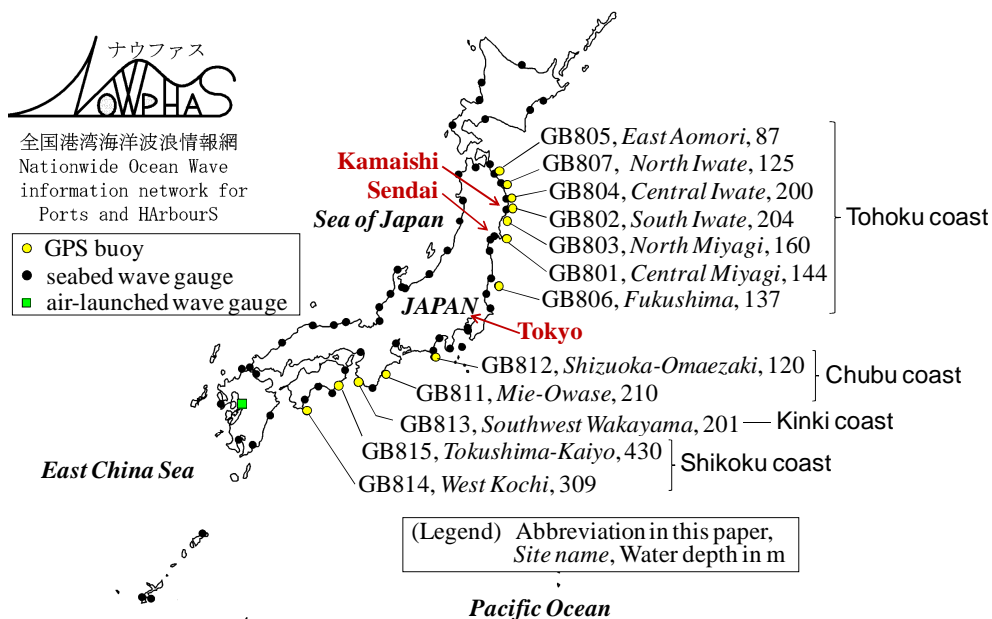 ナウファス
NOWPHAS
全国港湾海洋波浪情報網
Nationwide Ocean Wave
information network for
Ports and HArbourS
GPS buoy
seabed wave gauge
air-launched wave gauge
Kamaishi
Sendai
Sea of Japan
JAPAN
Tokyo
East China Sea
Pacific Ocean
GB805, East Aomori, 87
GB807, North Iwate, 125
GB804, Central Iwate, 200
GB802, South Iwate, 204
GB803, North Miyagi, 160
GB801, Central Miyagi, 144
GB806, Fukushima, 137
Tohoku coast
GB812, Shizuoka-Omaezaki, 120
GB811, Mie-Owase, 210
Chubu coast
GB813, Southwest Wakayama, 201
Kinki coast
GB815, Tokushima-Kaiyo, 430
GB814, West Kochi, 309
Shikoku coast
(Legend) Abbreviation in this paper,
Site name, Water depth in m